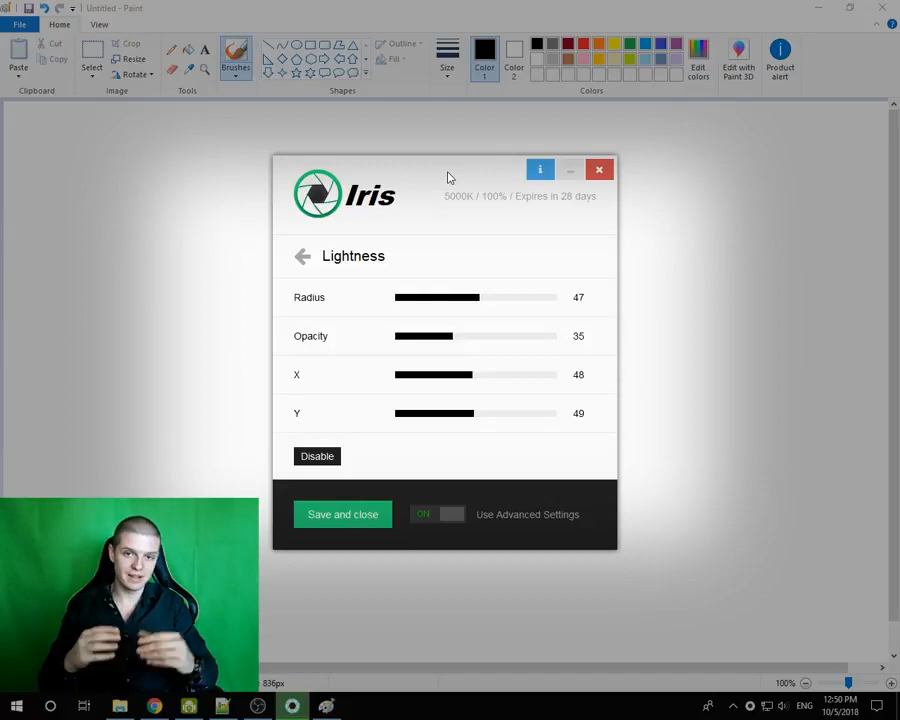 Untitled - Paint
File Home View
Paste
Cut
Copy
Clipboard
Select
Crop
Resize
Rotate
Image
A
Tools
Brushes
Outline
Fill
Shapes
Size
Color 1
Color 2
Edit colors
Colors
Edit with Paint 3D
Product alert
Iris
5000K / 100% / Expires in 28 days
Lightness
Radius 47
Opacity 35
X 48
Y 49
Disable
Save and close ON Use Advanced Settings
836px
100%
ENG
12:50 PM
10/5/2018